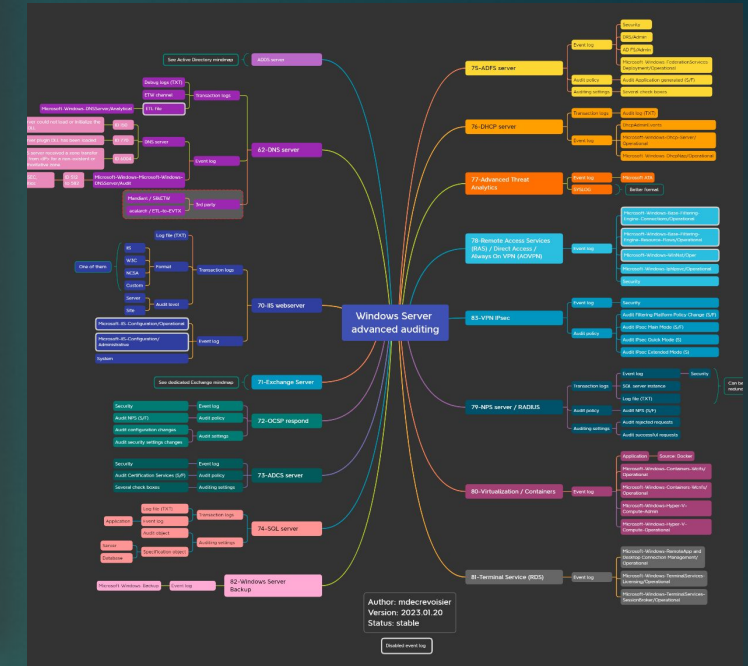 See Active Directory mindmap
ADDS server
Debug logs (TXT)
ETW channel
Microsoft-Windows-DNSServer/Analytical
ETL file
Transaction logs
DNS server
Event log
62-DNS server
Microsoft-Windows-Microsoft-Windows-
DNSServer/Audit
Mandiant / SilkETW
3rd party
Log file (TXT)
IIS
W3C
NCSA
Custom
One of them
Format
Transaction logs
Server
Site
Audit level
70-IIS webserver
Microsoft-IIS-Configuration/Operational
Microsoft-IIS-Configuration/
Administrative
System
Event log
See dedicated Exchange mindmap
71-Exchange Server
Security
Event log
Audit NPS (S/F)
Audit policy
Audit configuration changes
Audit security settings changes
Audit settings
72-OCSP respond
Security
Event log
Audit Certification Services (S/F)
Audit policy
Several check boxes
Auditing settings
73-ADCS server
Log file (TXT)
Application
Event log
Transaction logs
Audit object
Server
Database
Specification object
Auditing settings
74-SQL server
Microsoft-Windows-Backup
Event log
82-Windows Server
Backup
Windows Server
advanced auditing
75-ADFS server
Event log
Security
DRS/Admin
AD FS/Admin
Microsoft-Windows-FederationServices-
Deployment/Operational
Audit policy
Audit Application generated (S/F)
Auditing settings
Several check boxes
76-DHCP server
Transaction logs
Audit log (TXT)
Event log
DhcpAdminEvents
Microsoft-Windows-Dhcp-Server/
Operational
77-Advanced Threat
Analytics
Event log
Microsoft ATA
SYSLOG
Better format
78-Remote Access Services
(RAS) / Direct Access /
Always On VPN (AOVPN)
Event log
Microsoft-Windows-Base-Filtering-
Engine-Connections/Operational
Microsoft-Windows-Base-Filtering-
Engine-Resource-Flows/Operational
Microsoft-Windows-WinNat/Oper
Microsoft-Windows-Iphlpsvc/Operational
Security
83-VPN IPsec
Event log
Security
Audit policy
Audit Filtering Platform Policy Change (S/F)
Audit IPsec Main Mode (S/F)
Audit IPsec Quick Mode (S)
Audit IPsec Extended Mode (S)
79-NPS server / RADIUS
Transaction logs
Event log
Security
SQL server instance
Log file (TXT)
Can be
Audit policy
Audit NPS (S/F)
Auditing settings
Audit rejected requests
Audit successful requests
80-Virtualization / Containers
Event log
Application
Source: Docker
Microsoft-Windows-Containers-Wcifs/
Operational
Microsoft-Windows-Containers-Wcnfs/
Operational
Microsoft-Windows-Hyper-V-
Compute-Admin
Microsoft-Windows-Hyper-V-
Compute-Operational
81-Terminal Service (RDS)
Event log
Microsoft-Windows-RemoteApp and
Desktop Connection Management/
Operational
Microsoft-Windows-TerminalServices-
Licensing/Operational
Microsoft-Windows-TerminalServices-
SessionBroker/Operational
Author: mdecrevoisier
Version: 2023.01.20
Status: stable
Disabled event log